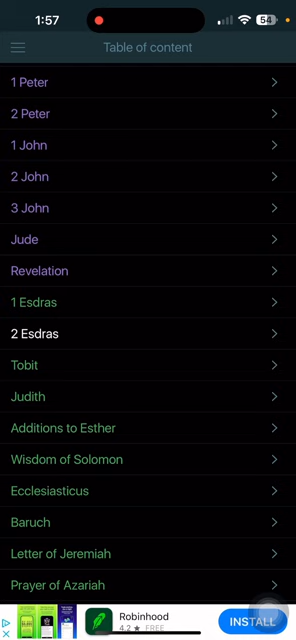 1:57
54
Table of content
1 Peter
2 Peter
1 John
2 John
3 John
Jude
Revelation
1 Esdras
2 Esdras
Tobit
Judith
Additions to Esther
Wisdom of Solomon
Ecclesiasticus
Baruch
Letter of Jeremiah
Prayer of Azariah
Robinhood
4.2 ★ FREE
INSTALL